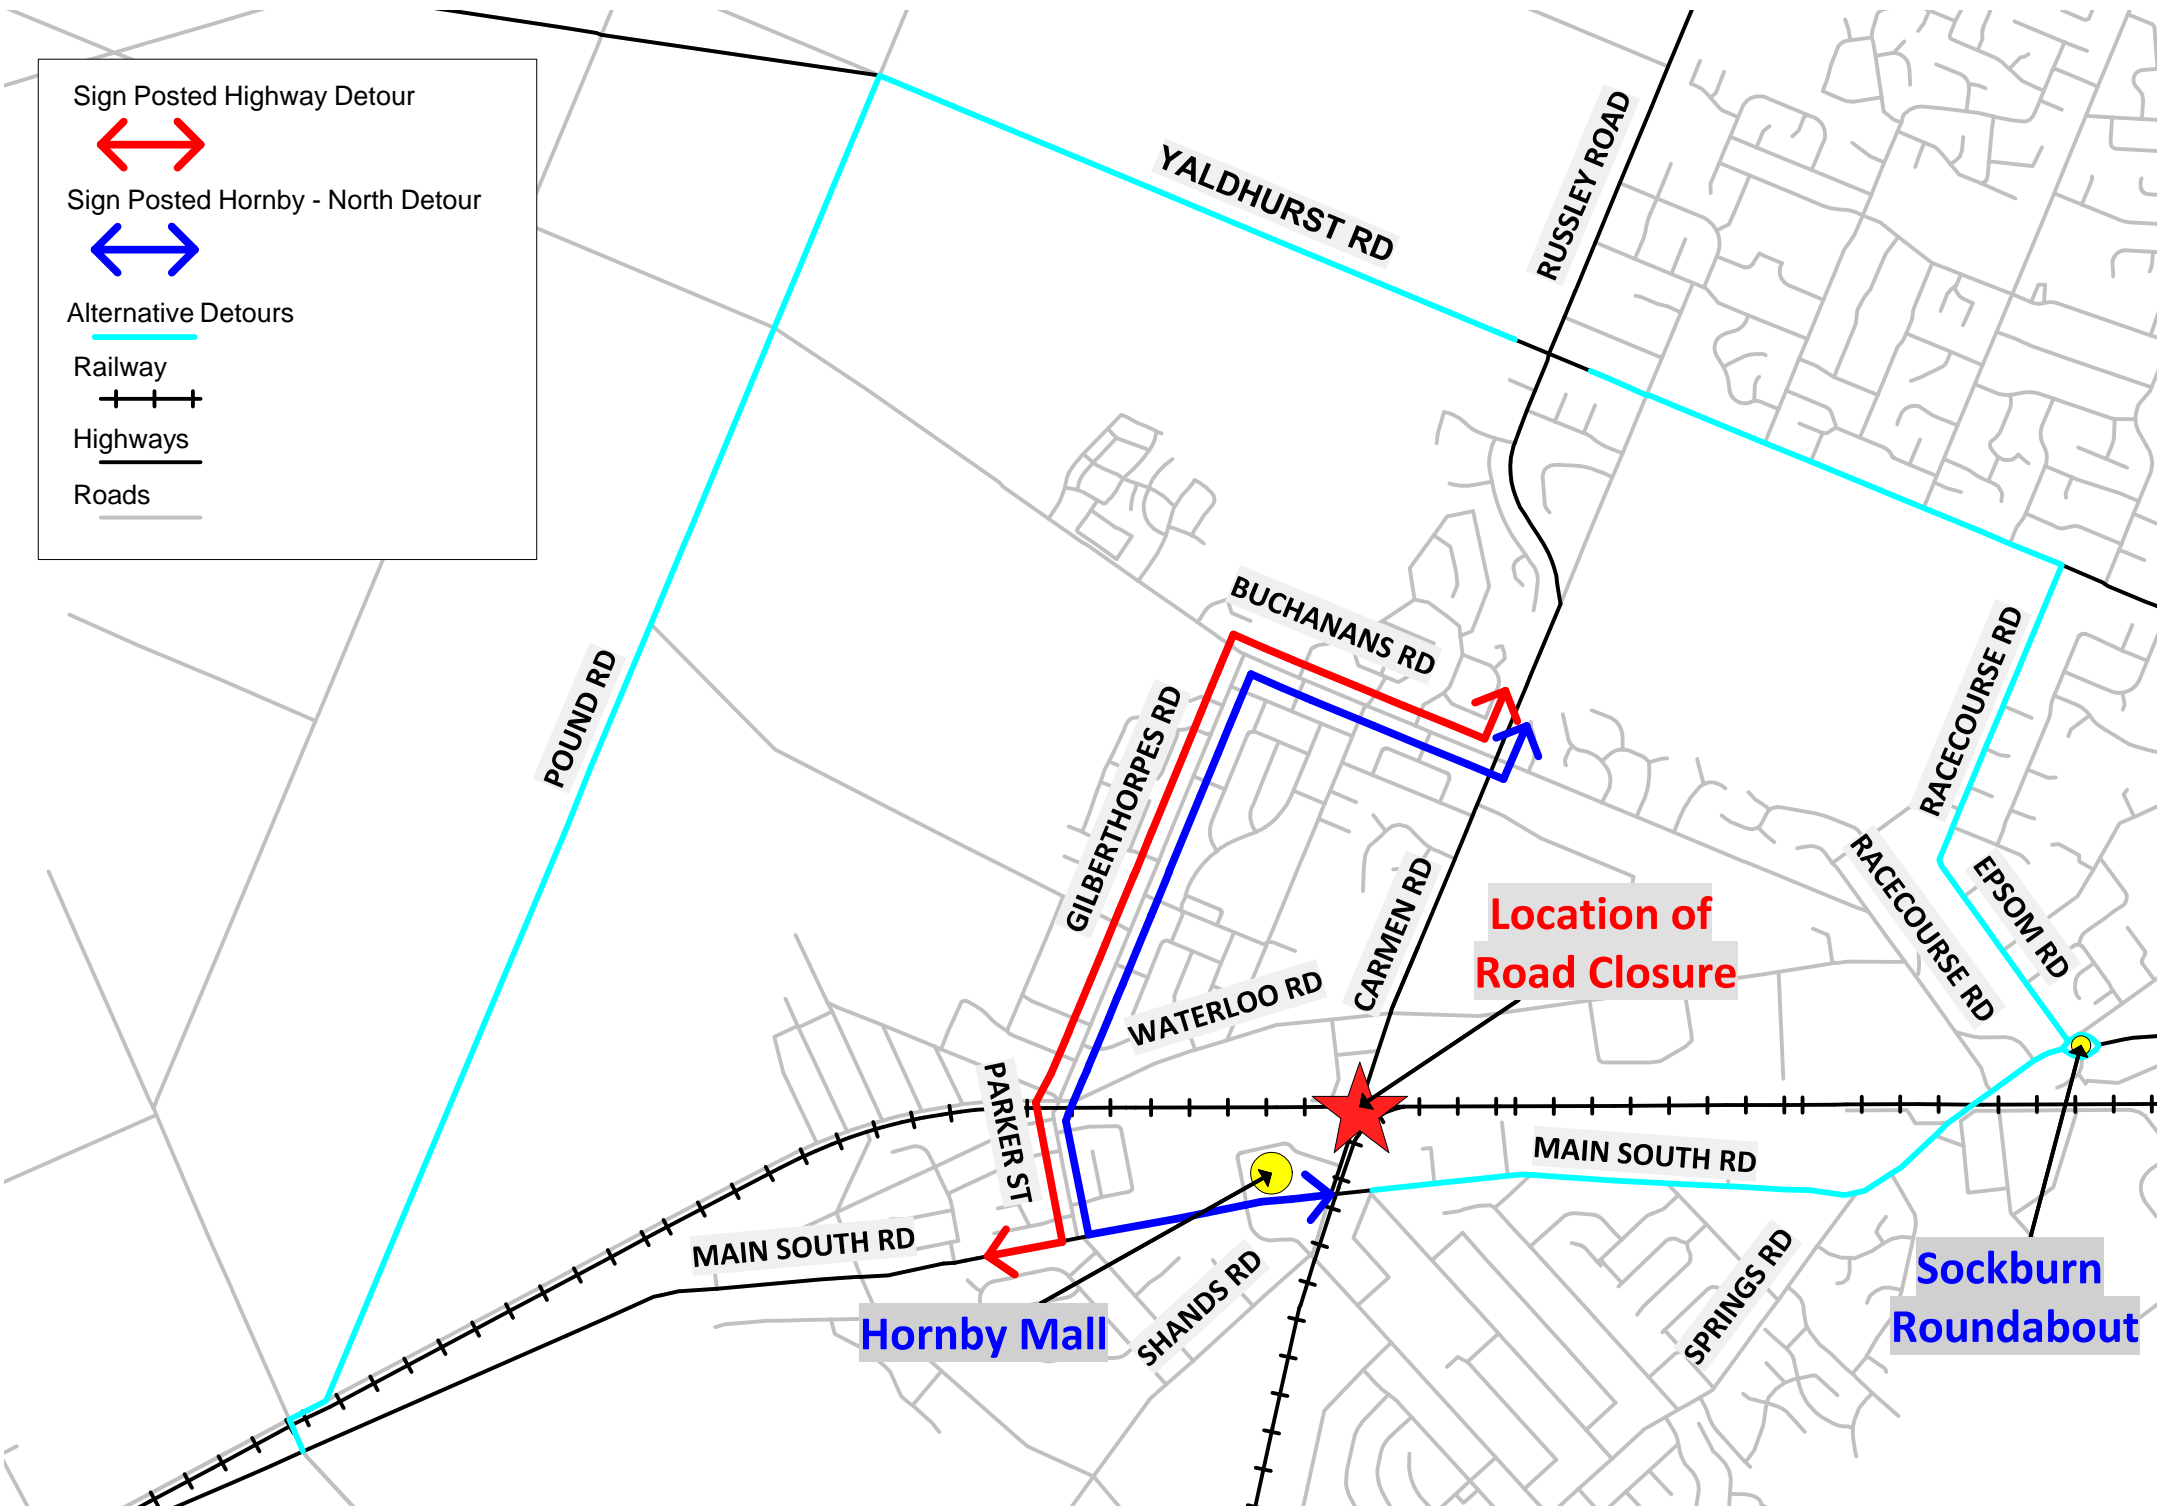 Sign Posted Highway Detour
Sign Posted Hornby - North Detour
Alternative Detours
Railway
Highways
Roads
YALDHURST RD
RUSSLEY ROAD
BUCHANANS RD
POUND RD
GILBERTHORPES RD
RACECOURSE RD
RACECOURSE RD
EPSOM RD
CARMEN RD
Location of
Road Closure
WATERLOO RD
PARKER ST
MAIN SOUTH RD
MAIN SOUTH RD
SHANDS RD
SPRINGS RD
Hornby Mall
Sockburn
Roundabout